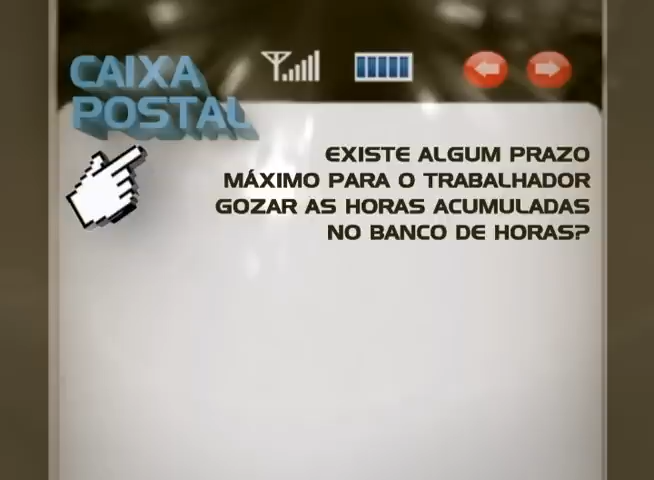 CAIXA
POSTAL
EXISTE ALGUM PRAZO
MÁXIMO PARA O TRABALHADOR
GOZAR AS HORAS ACUMULADAS
NO BANCO DE HORAS?